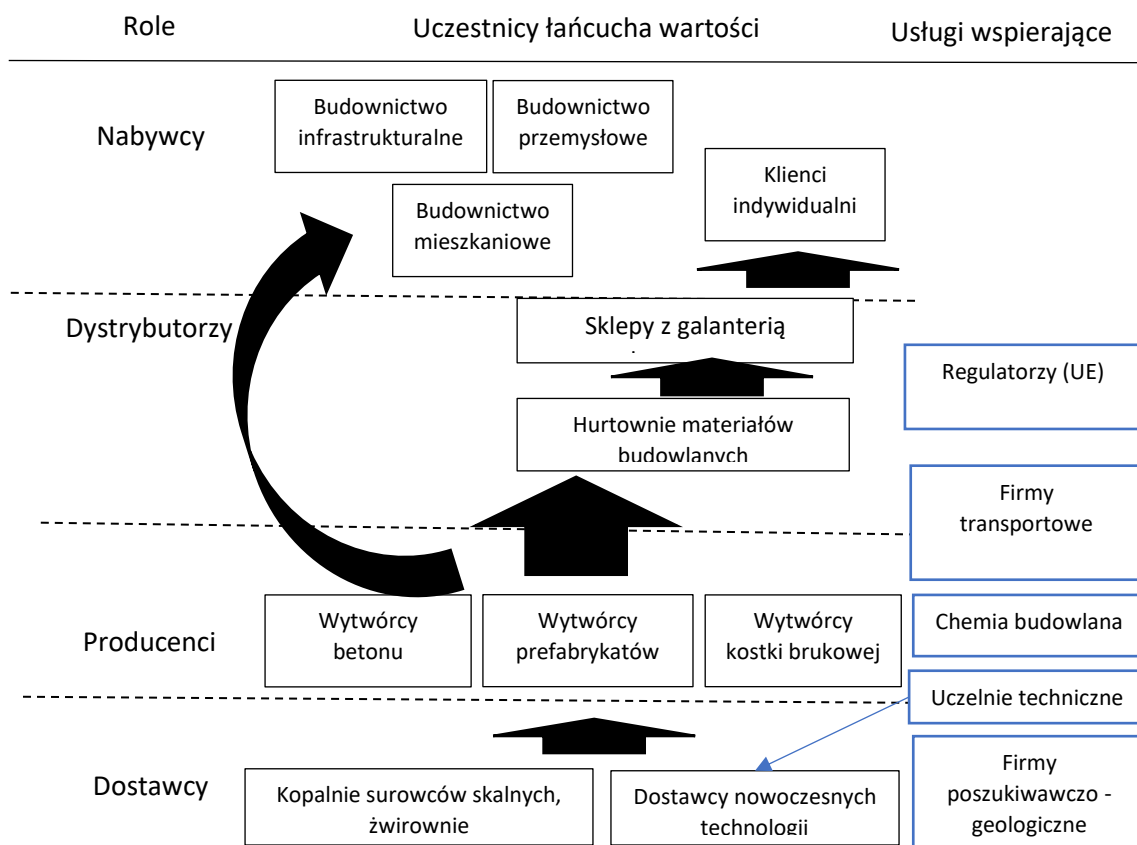 Role
Uczestnicy łańcucha wartości
Usługi wspierające
Nabywcy
Budownictwo
infrastrukturalne
Budownictwo
przemysłowe
Klienci
indywidualni
Budownictwo
mieszkaniowe
Dystrybutorzy
Sklepy z galanterią
Regulatorzy (UE)
Hurtownie materiałów
budowlanych
Firmy
transportowe
Producenci
Wytwórcy
betonu
Wytwórcy
prefabrykatów
Wytwórcy
kostki brukowej
Chemia budowlana
Uczelnie techniczne
Dostawcy
Kopalnie surowców skalnych,
żwirownie
Dostawcy nowoczesnych
technologii
Firmy
poszukiwawczo -
geologiczne